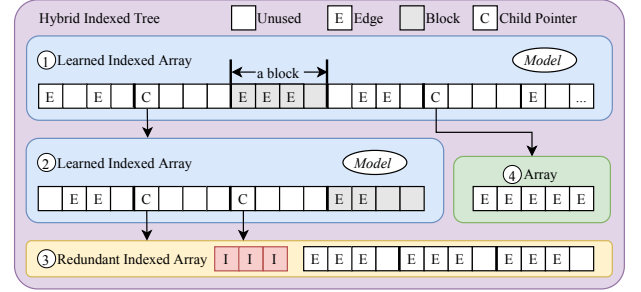 Hybrid Indexed Tree
Unused
E Edge
Block
C Child Pointer
1 Learned Indexed Array
a block
Model
E E C E E E E E C E ...
2 Learned Indexed Array
Model
E E C C E E
4 Array
E E E E E
3 Redundant Indexed Array
I I I
E E E E E E E E E